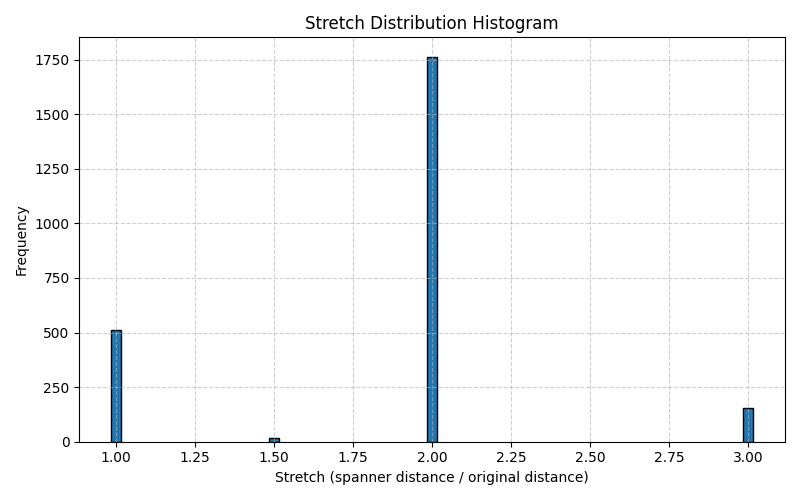 Stretch Distribution Histogram
Frequency
1750
1500
1250
1000
750
500
250
0
1.00 1.25 1.50 1.75 2.00 2.25 2.50 2.75 3.00
Stretch (spanner distance / original distance)